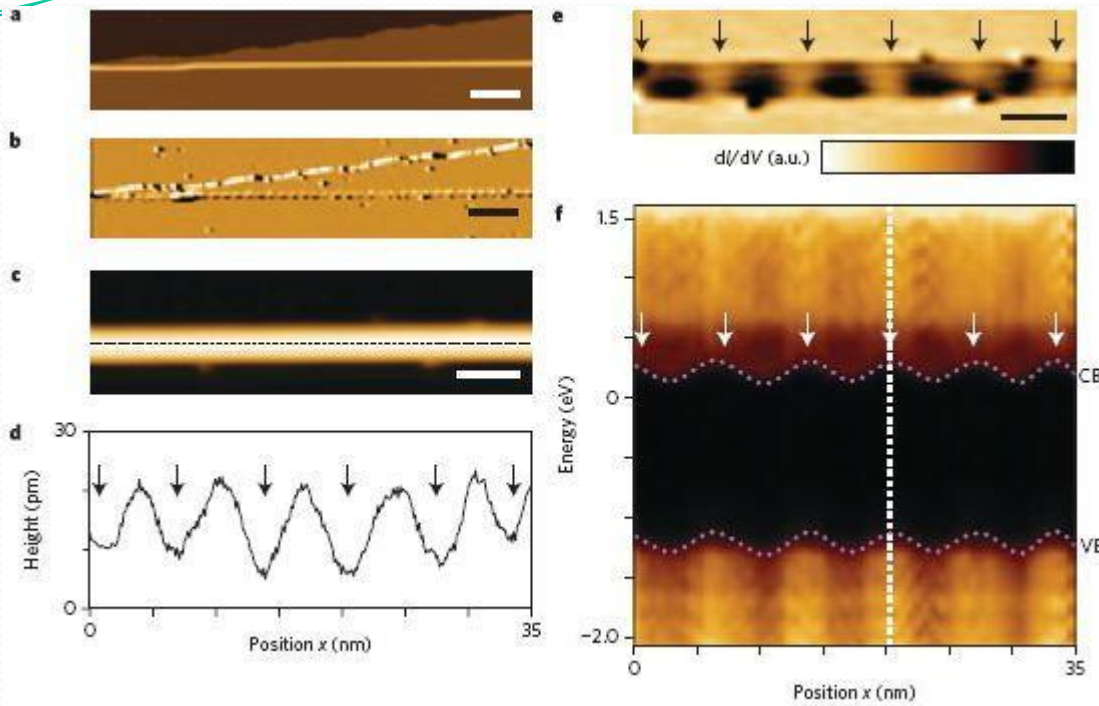 a
b
c
d
30
Height (pm)
0
0
35
Position x (nm)
e
dI/dV (a.u.)
f
1.5
0
Energy (eV)
-2.0
CB
VB
0
35
Position x (nm)